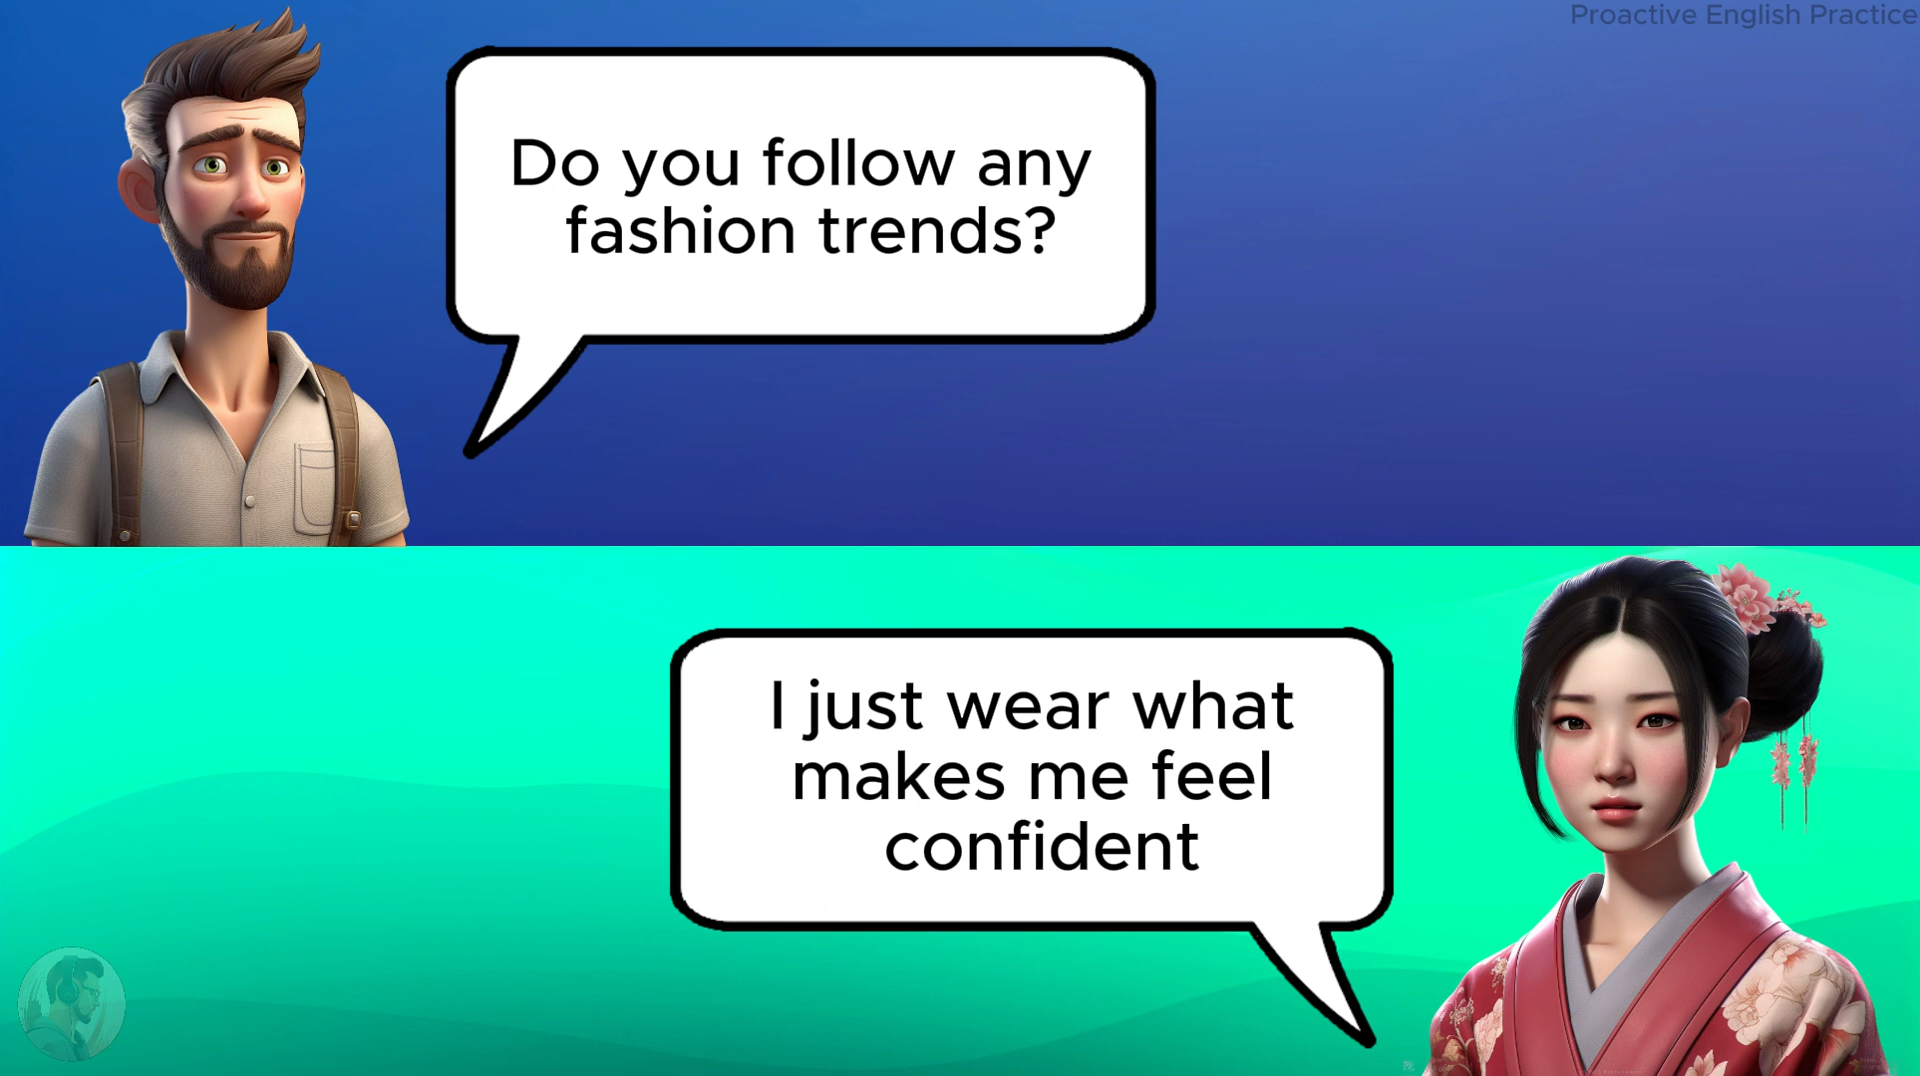 Proactive English Practice
Do you follow any
fashion trends?
I just wear what
makes me feel
confident